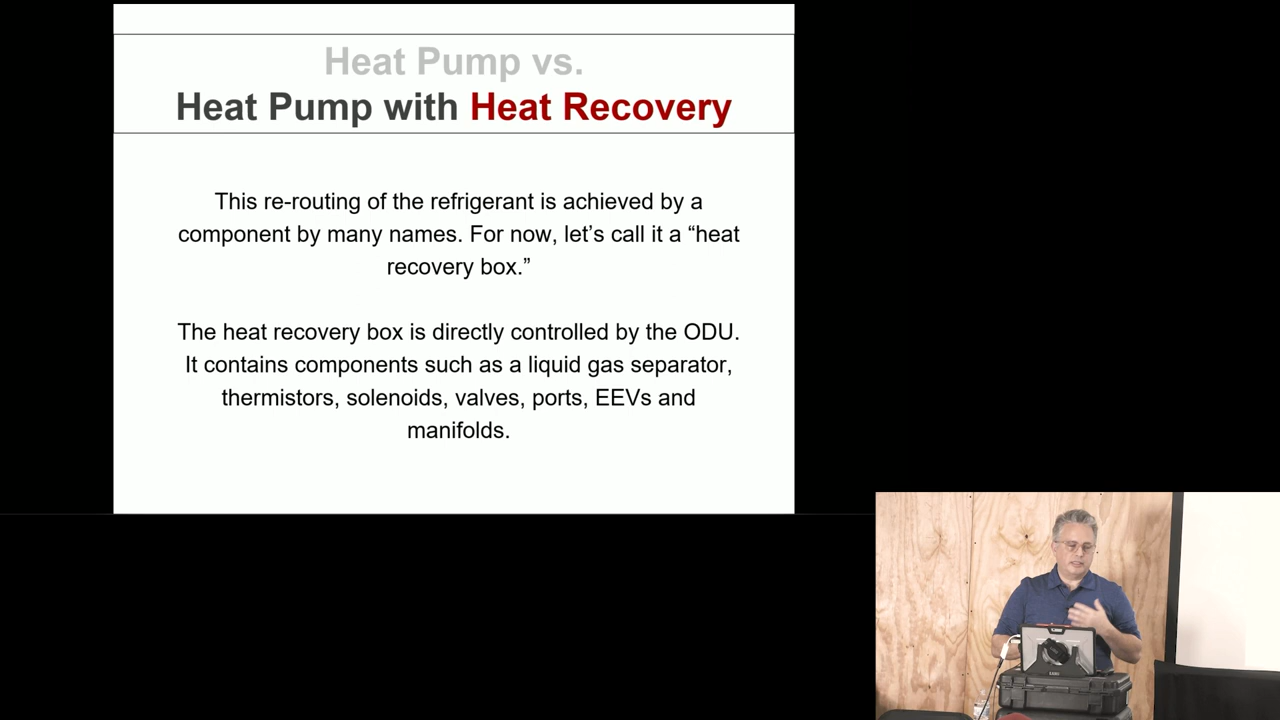 Heat Pump vs.
Heat Pump with Heat Recovery
This re-routing of the refrigerant is achieved by a
component by many names. For now, let’s call it a “heat
recovery box.”
The heat recovery box is directly controlled by the ODU.
It contains components such as a liquid gas separator,
thermistors, solenoids, valves, ports, EEVs and
manifolds.